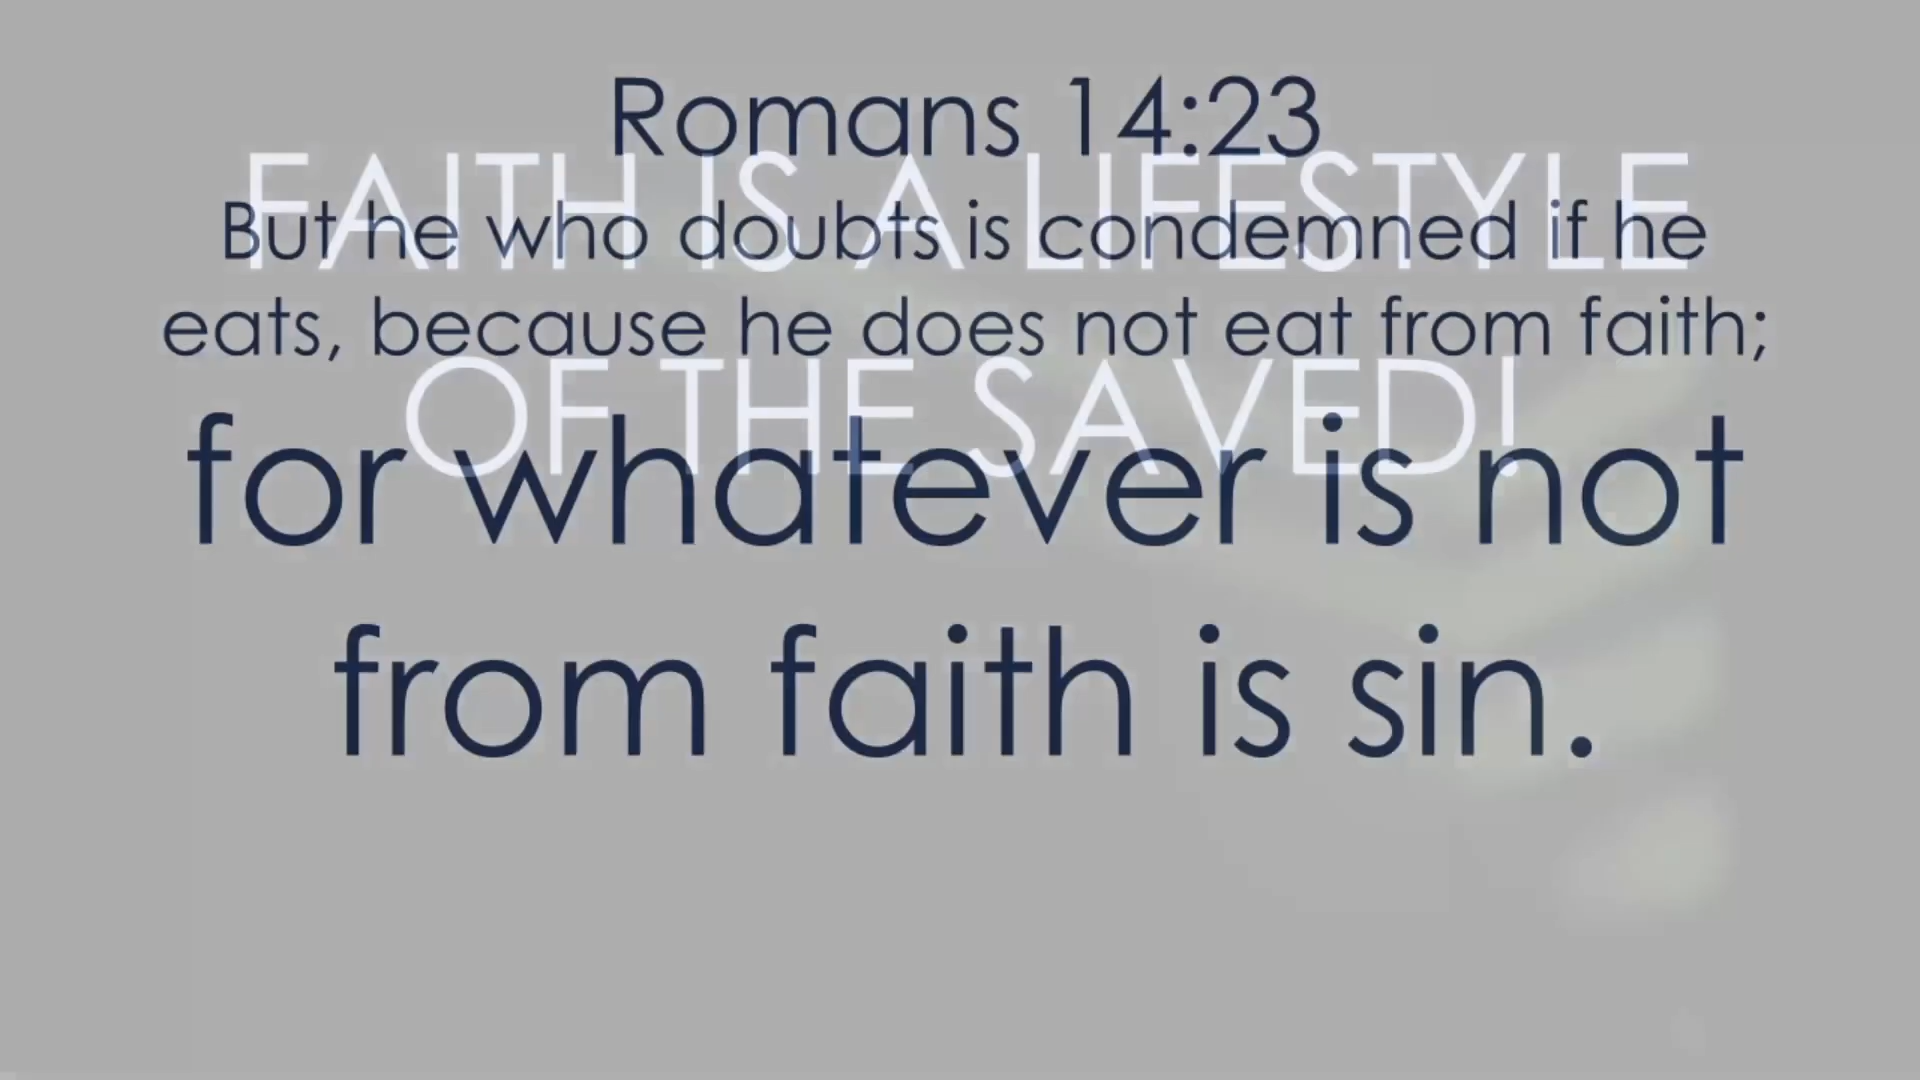 Romans 14:23
FAITH IS A LIFESTYLE
But he who doubts is condemned if he
eats, because he does not eat from faith;
OF THE SAVED!
for whatever is not
from faith is sin.